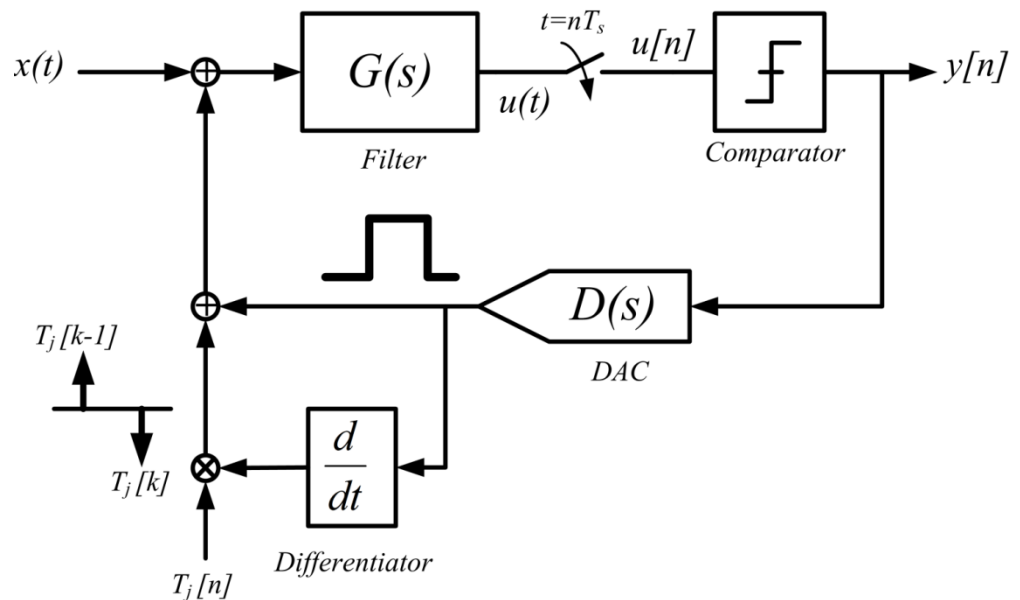 x(t)
G(s)
Filter
u(t)
t=nTs
u[n]
Comparator
y[n]
D(s)
DAC
Tj[k-1]
Tj[k]
d
dt
Differentiator
Tj[n]